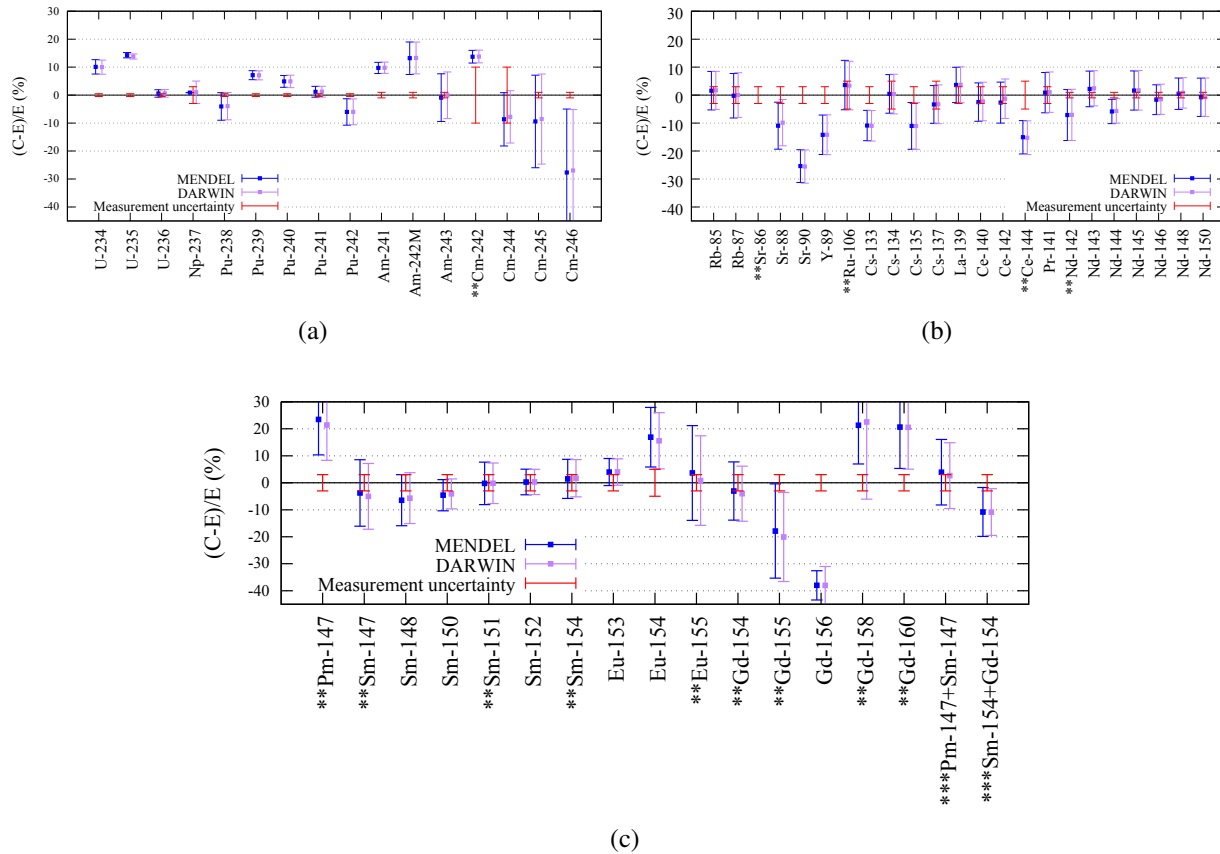 30
20
10
0
-10
-20
-30
-40
(C-E)/E (%)
MENDEL
DARWIN
Measurement uncertainty
U-234
U-235
U-236
Np-237
Pu-238
Pu-239
Pu-240
Pu-241
Pu-242
Am-241
Am-242M
Am-243
**Cm-242
Cm-244
Cm-245
Cm-246
(a)
30
20
10
0
-10
-20
-30
-40
(C-E)/E (%)
MENDEL
DARWIN
Measurement uncertainty
Rb-85
Rb-87
**Sr-86
Sr-88
Sr-90
Y-89
**Ru-106
Cs-133
Cs-134
Cs-135
Cs-137
La-139
Ce-140
Ce-142
**Ce-144
Pr-141
**Nd-142
Nd-143
Nd-144
Nd-145
Nd-146
Nd-148
Nd-150
(b)
30
20
10
0
-10
-20
-30
-40
(C-E)/E (%)
MENDEL
DARWIN
Measurement uncertainty
**Pm-147
**Sm-147
Sm-148
Sm-150
**Sm-151
Sm-152
**Sm-154
Eu-153
Eu-154
**Eu-155
**Gd-154
**Gd-155
Gd-156
**Gd-158
**Gd-160
***Pm-147+Sm-147
***Sm-154+Gd-154
(c)